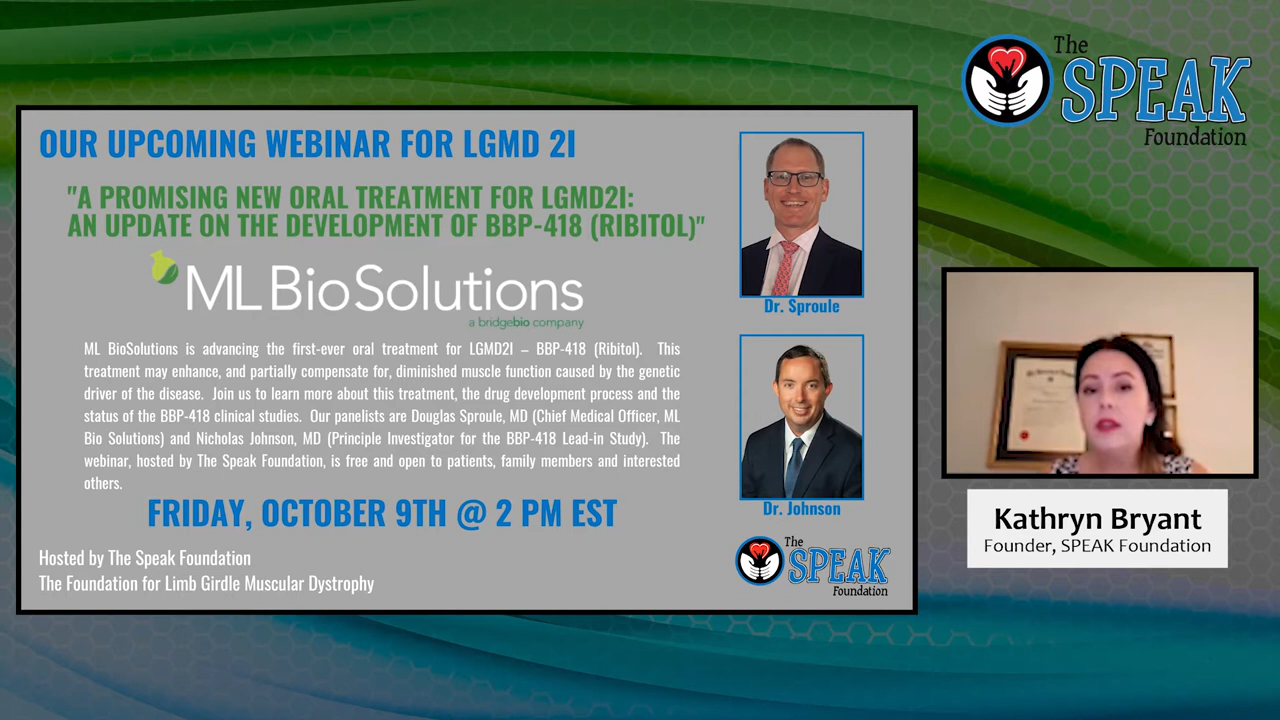 The
SPEAK
Foundation
OUR UPCOMING WEBINAR FOR LGMD 2I
"A PROMISING NEW ORAL TREATMENT FOR LGMD2I:
AN UPDATE ON THE DEVELOPMENT OF BBP-418 (RIBITOL)"
ML BioSolutions
a bridgebio company
ML BioSolutions is advancing the first-ever oral treatment for LGMD2I – BBP-418 (Ribitol). This
treatment may enhance, and partially compensate for, diminished muscle function caused by the genetic
driver of the disease. Join us to learn more about this treatment, the drug development process and the
status of the BBP-418 clinical studies. Our panelists are Douglas Sproule, MD (Chief Medical Officer, ML
Bio Solutions) and Nicholas Johnson, MD (Principle Investigator for the BBP-418 Lead-in Study). The
webinar, hosted by The Speak Foundation, is free and open to patients, family members and interested
others.
FRIDAY, OCTOBER 9TH @ 2 PM EST
Hosted by The Speak Foundation
The Foundation for Limb Girdle Muscular Dystrophy
Dr. Sproule
Dr. Johnson
The
SPEAK
Foundation
Kathryn Bryant
Founder, SPEAK Foundation